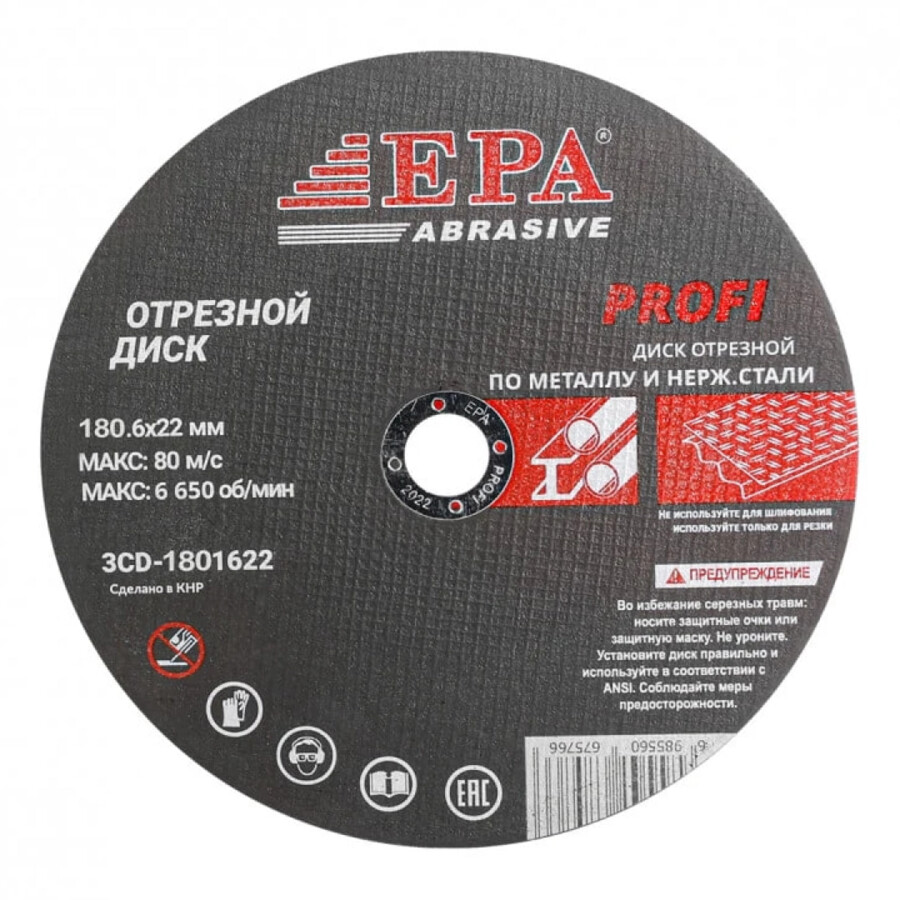 EPA®
ABRASIVE
ОТРЕЗНОЙ
ДИСК
180.6x22 мм
МАКС: 80 м/с
МАКС: 6 650 об/мин
3CD-1801622
Сделано в КНР
PROFI
ДИСК ОТРЕЗНОЙ
ПО МЕТАЛЛУ И НЕРЖ.СТАЛИ
EPA
PROFI
2022
Не используйте для шлифования
используйте только для резки
ПРЕДУПРЕЖДЕНИЕ
Во избежание серезных травм:
носите защитные очки или
защитную маску. Не уроните.
Установите диск правильно и
используйте в соответствии с
ANSI. Соблюдайте меры
предосторожности.
EAC
6 985560 675766